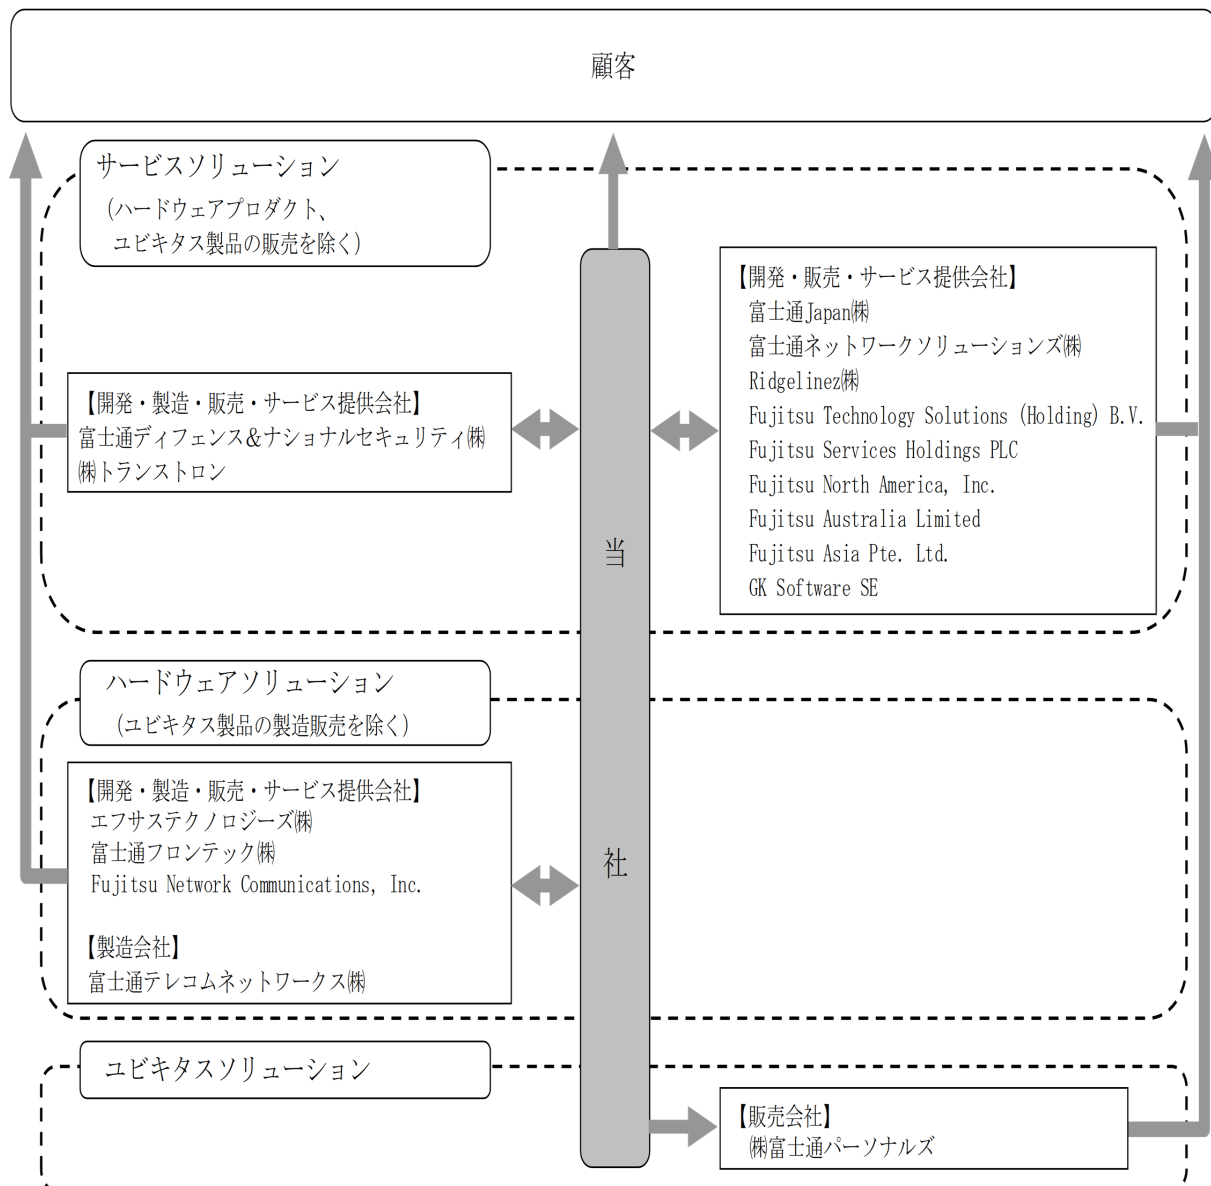 顧客
サービスソリューション
(ハードウェアプロダクト、
ユビキタス製品の販売を除く)
【開発・製造・販売・サービス提供会社】
富士通ディフェンス&ナショナルセキュリティ㈱
㈱トランストロン
【開発・販売・サービス提供会社】
富士通Japan㈱
富士通ネットワークソリューションズ㈱
Ridgelinez㈱
Fujitsu Technology Solutions (Holding) B.V.
Fujitsu Services Holdings PLC
Fujitsu North America, Inc.
Fujitsu Australia Limited
Fujitsu Asia Pte. Ltd.
GK Software SE
当
社
ハードウェアソリューション
(ユビキタス製品の製造販売を除く)
【開発・製造・販売・サービス提供会社】
エフサステクノロジーズ㈱
富士通フロンテック㈱
Fujitsu Network Communications, Inc.
【製造会社】
富士通テレコムネットワークス㈱
ユビキタスソリューション
【販売会社】
㈱富士通パーソナルズ